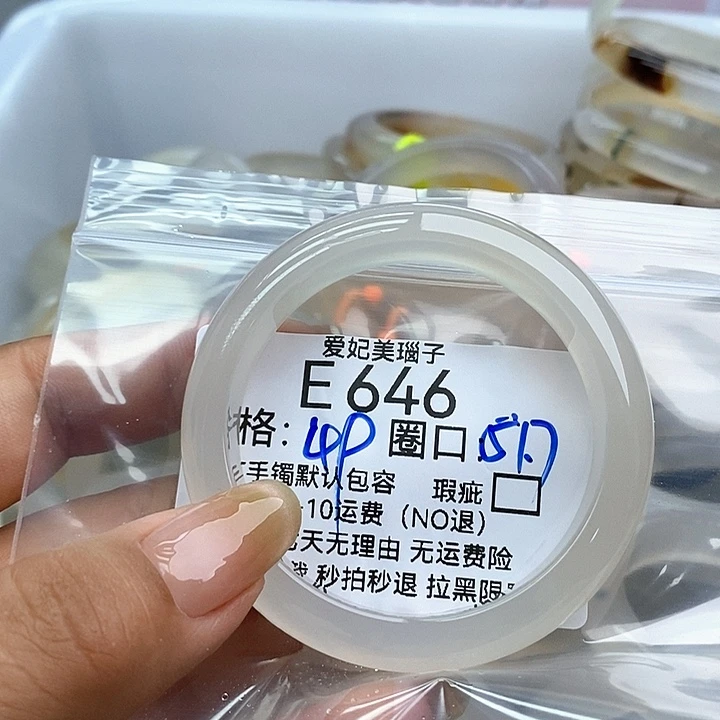 爱妃美瑙子
E646
价格: 49 圈口 51.7
手镯默认包容 瑕疵
10运费（NO退）
天无理由 无运费险
秒拍秒退 拉黑限